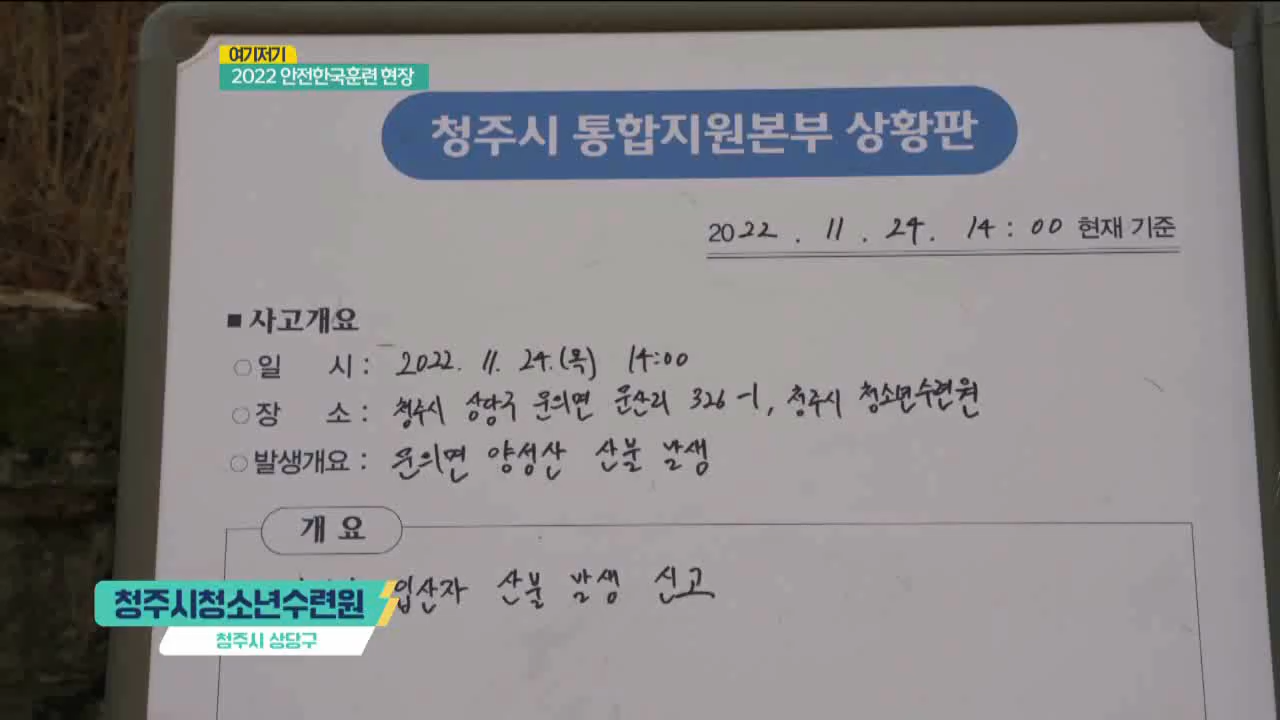 여기저기
2022 안전한국훈련 현장
청주시 통합지원본부 상황판
2022 . 11 . 24. 14 : 00 현재 기준
■ 사고개요
○ 일 시 : 2022. 11. 24.(목) 14:00
○ 장 소 : 청주시 상당구 문의면 문산리 326-1, 청주시 청소년수련원
○ 발생개요 : 문의면 양성산 산불 발생
개 요
입산자 산불 발생 신고
청주시청소년수련원
청주시 상당구